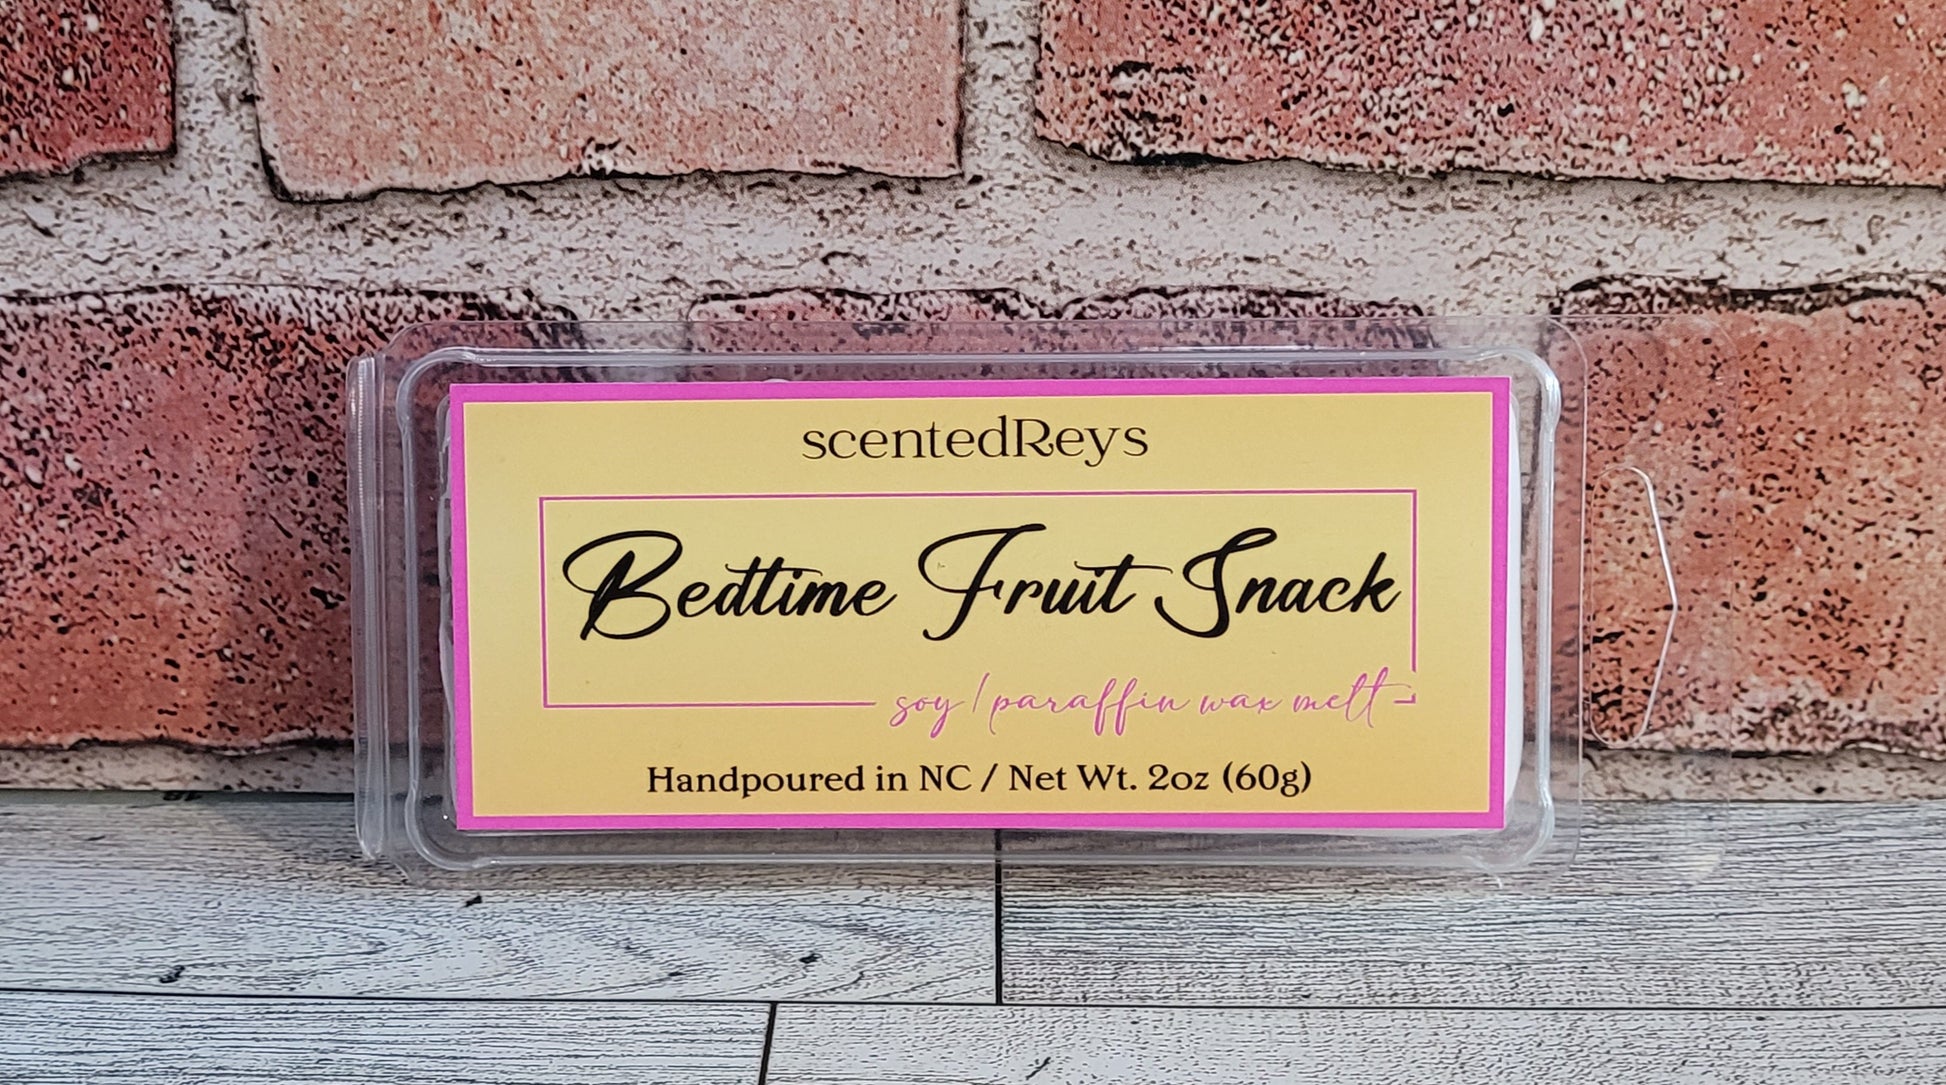 scentedReys
Bedtime Fruit Snack
soy/paraffin wax melt
Handpoured in NC / Net Wt. 2oz (60g)